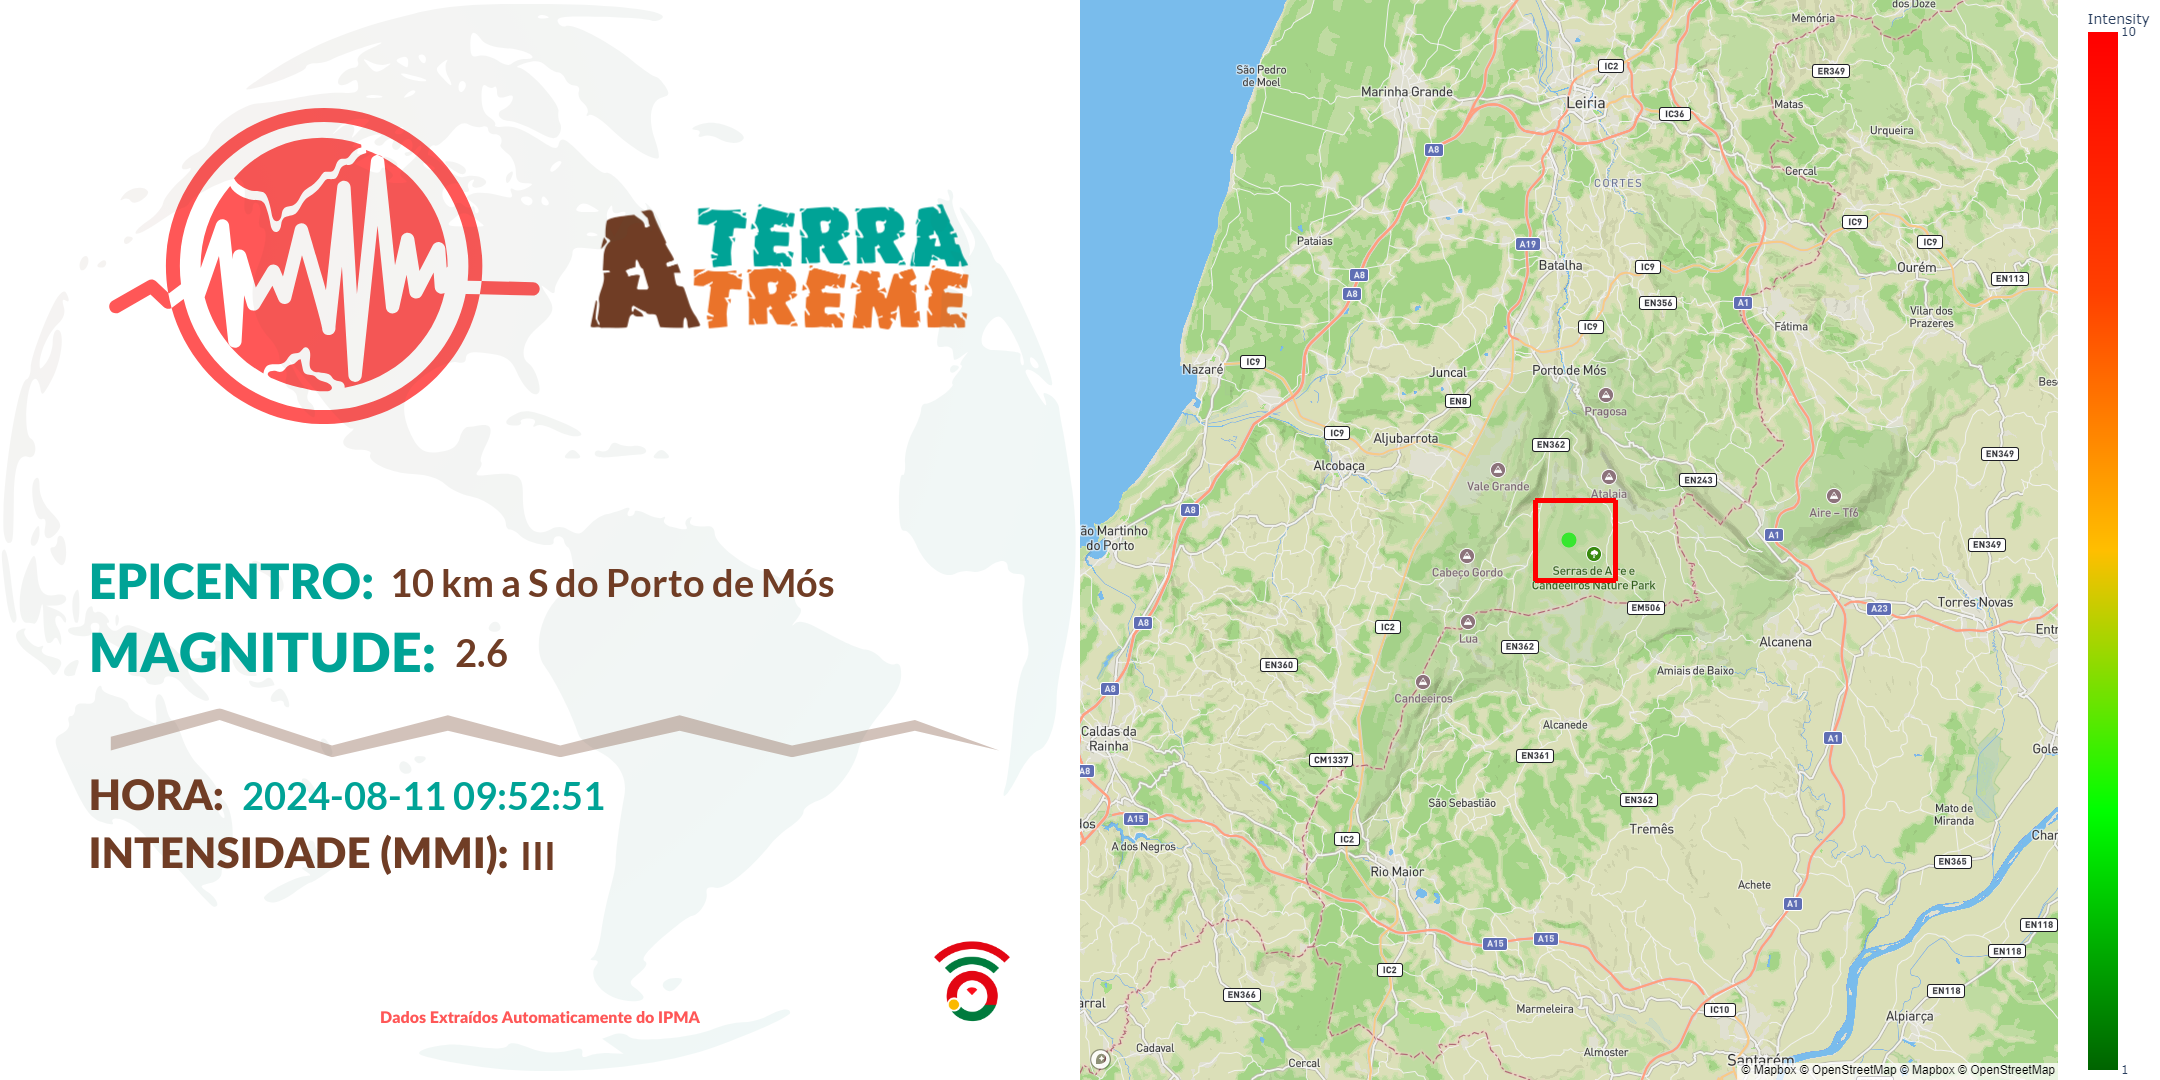 A TERRA
TREME
EPICENTRO: 10 km a S do Porto de Mós
MAGNITUDE: 2.6
HORA: 2024-08-11 09:52:51
INTENSIDADE (MMI): III
Dados Extraídos Automaticamente do IPMA
dos Doze
Memória
São Pedro
de Moel
IC2
ER349
Marinha Grande
Leiria
Matas
IC36
Urqueira
A8
Cercal
CORTES
IC9
Pataias
A19
IC9
Batalha
IC9
Ourém
A8
EN113
A8
EN356
A1
Vilar dos
Prazeres
IC9
Fátima
Nazaré
IC9
Juncal
Porto de Mós
Pragosa
EN8
IC9
Aljubarrota
EN362
Alcobaça
EN349
Vale Grande
Atalaia
EN243
Aire – Tf6
A8
ão Martinho
do Porto
A1
EN349
Cabeço Gordo
Serras de Aire e
Candeeiros Nature Park
EM506
A23
Torres Novas
A8
IC2
Lua
EN362
Alcanena
Entr
EN360
Amiais de Baixo
A8
Candeeiros
Caldas da
Rainha
Alcanede
A1
Gole
EN361
CM1337
A8
São Sebastião
EN362
Mato de
Miranda
los
A15
Tremês
Char
IC2
A dos Negros
EN365
Rio Maior
Achete
A1
EN118
A15
A15
EN118
IC2
EN366
EN118
arral
Marmeleira
IC10
Alpiarça
Cadaval
Cercal
Almoster
Santarém
© Mapbox © OpenStreetMap © Mapbox © OpenStreetMap
Intensity
10
1